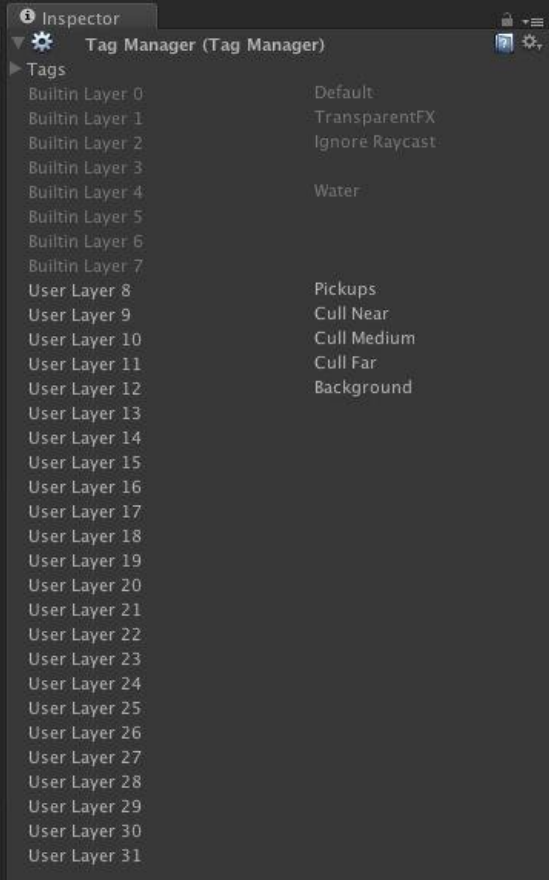 Inspector
Tag Manager (Tag Manager)
Tags
Builtin Layer 0 Default
Builtin Layer 1 TransparentFX
Builtin Layer 2 Ignore Raycast
Builtin Layer 3
Builtin Layer 4 Water
Builtin Layer 5
Builtin Layer 6
Builtin Layer 7
User Layer 8 Pickups
User Layer 9 Cull Near
User Layer 10 Cull Medium
User Layer 11 Cull Far
User Layer 12 Background
User Layer 13
User Layer 14
User Layer 15
User Layer 16
User Layer 17
User Layer 18
User Layer 19
User Layer 20
User Layer 21
User Layer 22
User Layer 23
User Layer 24
User Layer 25
User Layer 26
User Layer 27
User Layer 28
User Layer 29
User Layer 30
User Layer 31